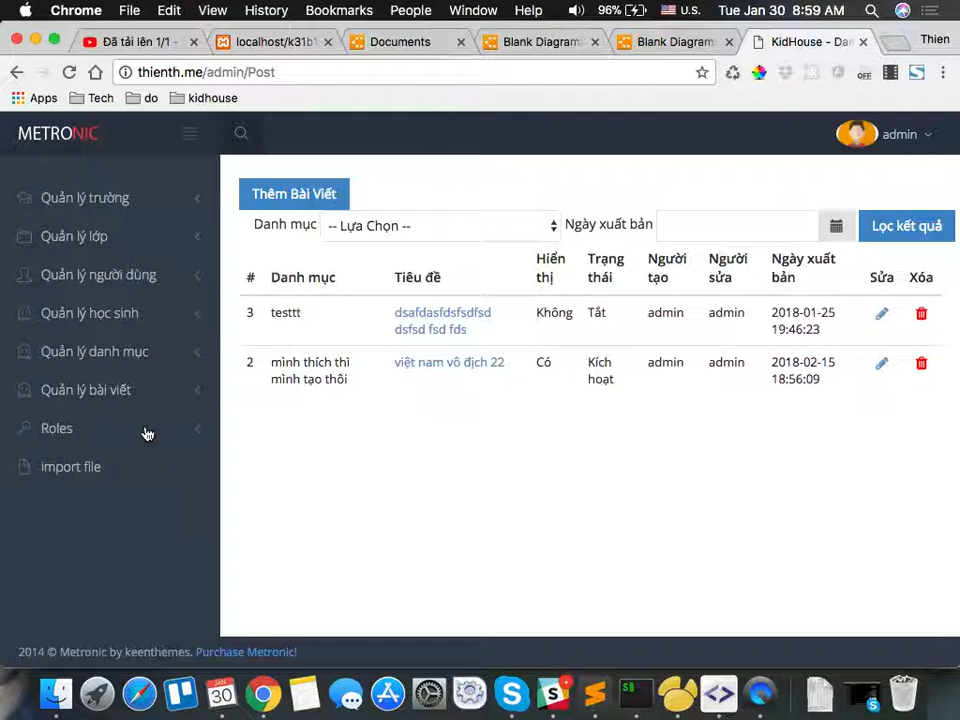 Chrome File Edit View History Bookmarks People Window Help 96% U.S. Tue Jan 30 8:59 AM
Đã tải lên 1/1 - localhost/k31b1 Documents Blank Diagram Blank Diagram KidHouse - Dan Thien
thienth.me/admin/Post OFF S
Apps Tech do kidhouse
METRONIC admin
Quản lý trường
Quản lý lớp
Quản lý người dùng
Quản lý học sinh
Quản lý danh mục
Quản lý bài viết
Roles
import file
Thêm Bài Viết
Danh mục -- Lựa Chọn -- Ngày xuất bản Lọc kết quả
# Danh mục Tiêu đề Hiển thị Trạng thái Người tạo Người sửa Ngày xuất bản Sửa Xóa
3 testtt dsafdasfdsfsdfsd dsfsd fsd fds Không Tắt admin admin 2018-01-25 19:46:23
2 mình thích thì mình tạo thôi việt nam vô địch 22 Có Kích hoạt admin admin 2018-02-15 18:56:09
2014 © Metronic by keenthemes. Purchase Metronic!
JAN
30